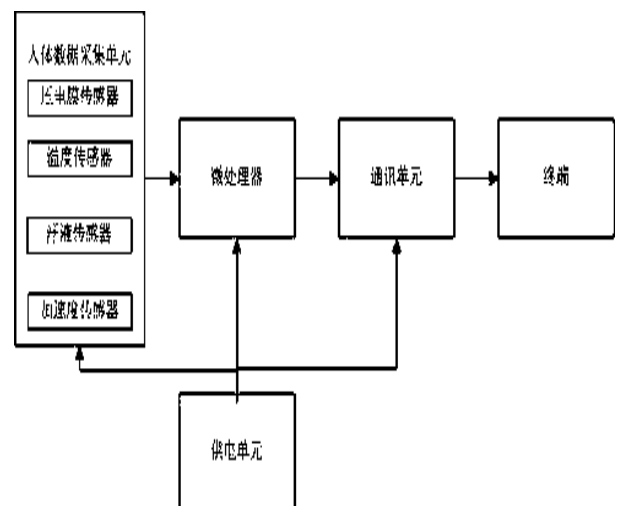 人体数据采集单元
压电膜传感器
温度传感器
汗液传感器
加速度传感器
微处理器
通讯单元
终端
供电单元